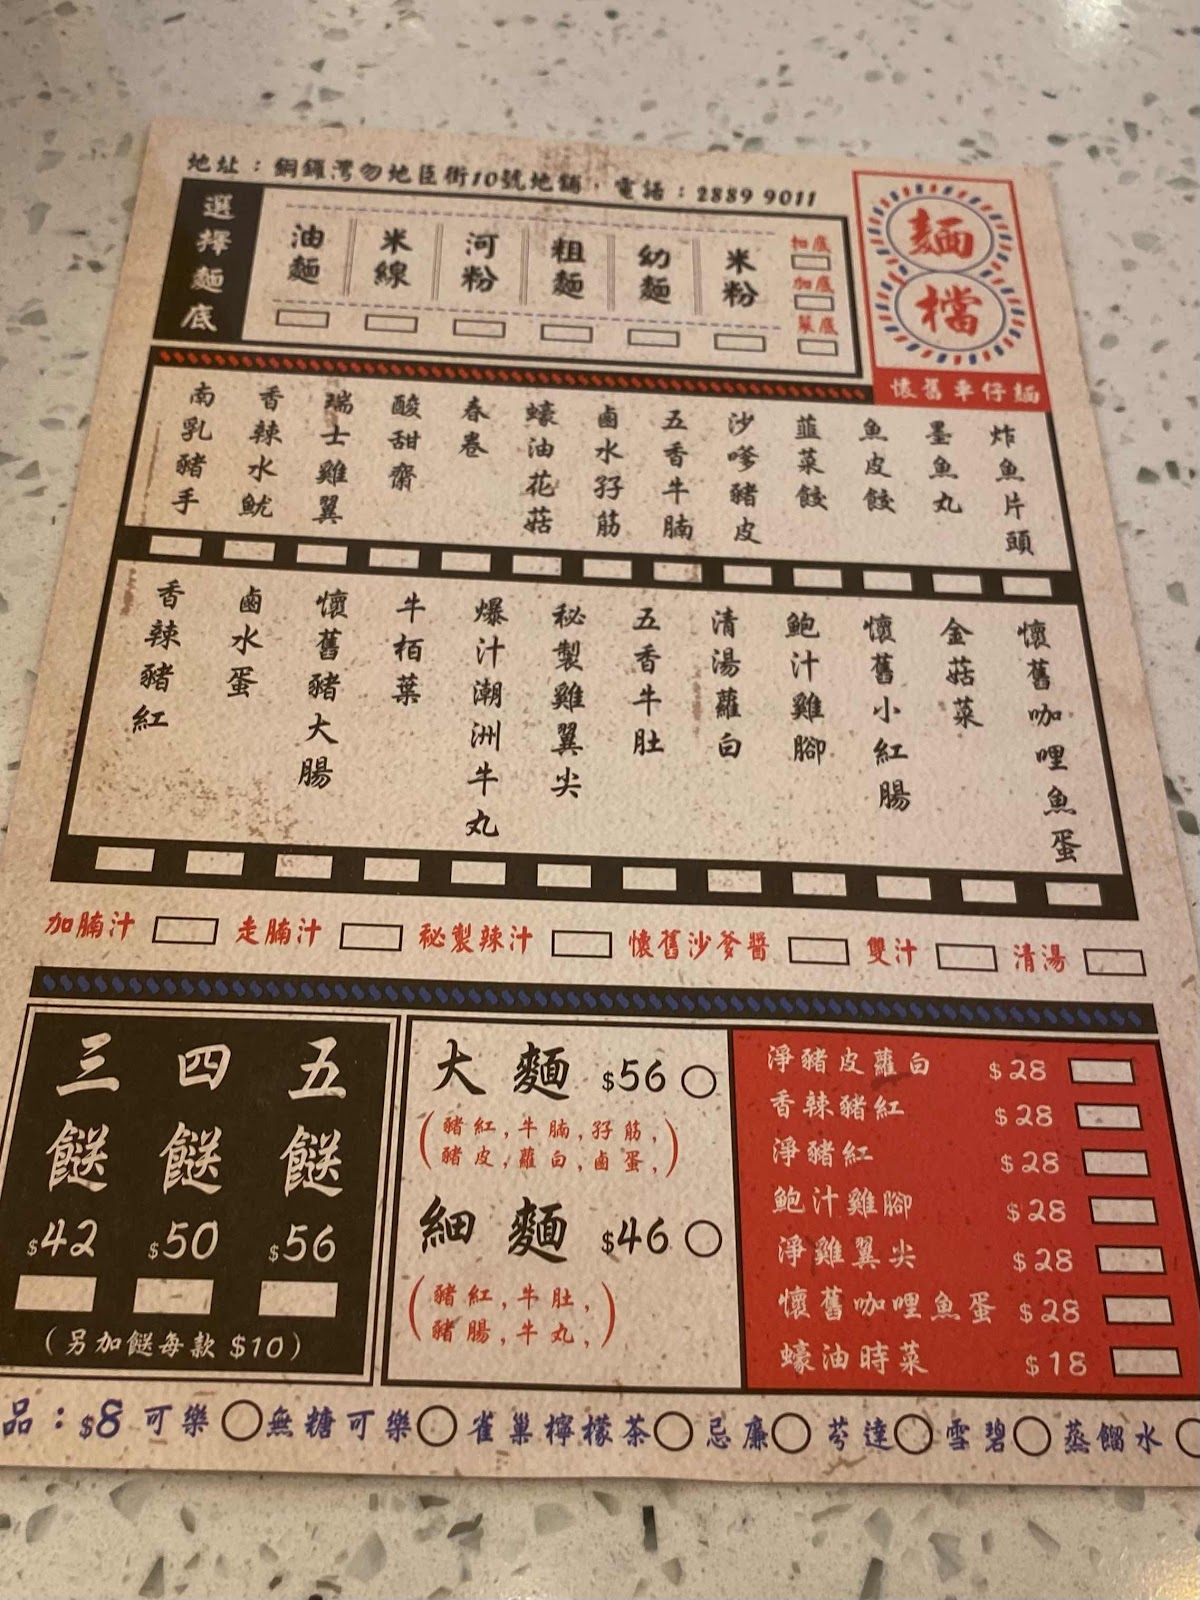 地址：銅鑼灣勿地臣街10號地鋪，電話：2889 9011
麵檔
懷舊車仔麵
選擇麵底
油麵
米線
河粉
粗麵
幼麵
米粉
扣底
加底
葉底
南乳豬手
香辣水魷
瑞士雞翼
酸甜齋
春卷
蠔油花菇
鹵水孖筋
五香牛腩
沙嗲豬皮
韮菜餃
魚皮餃
墨魚丸
炸魚片頭
香辣豬紅
鹵水蛋
懷舊豬大腸
牛栢葉
爆汁潮洲牛丸
秘製雞翼尖
五香牛肚
清湯蘿白
鮑汁雞腳
懷舊小紅腸
金菇菜
懷舊咖哩魚蛋
加腩汁 走腩汁 秘製辣汁 懷舊沙爹醬 雙汁 清湯
三餸 $42
四餸 $50
五餸 $56
（另加餸每款 $10）
大麵 $56
（豬紅，牛腩，孖筋，
豬皮，蘿白，鹵蛋，）
細麵 $46
（豬紅，牛肚，
豬腸，牛丸，）
淨豬皮蘿白 $28
香辣豬紅 $28
淨豬紅 $28
鮑汁雞腳 $28
淨雞翼尖 $28
懷舊咖哩魚蛋 $28
蠔油時菜 $18
品：$8 可樂 無糖可樂 雀巢檸檬茶 忌廉 芬達 雪碧 蒸餾水